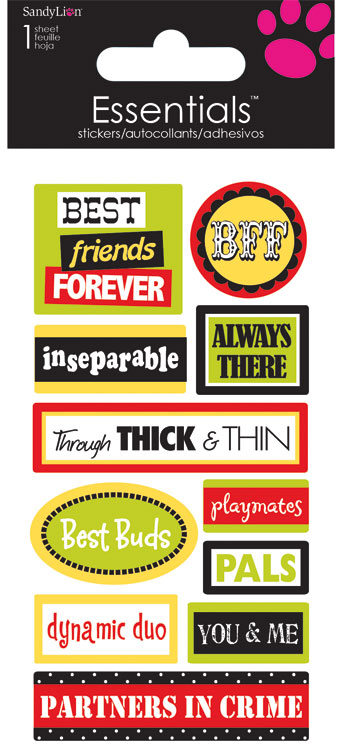 SandyLion
1 sheet
feuille
hoja
Essentials™
stickers/autocollants/adhesivos
BEST
friends
FOREVER
BFF
inseparable
ALWAYS
THERE
Through THICK & THIN
Best Buds
playmates
PALS
dynamic duo
YOU & ME
PARTNERS IN CRIME